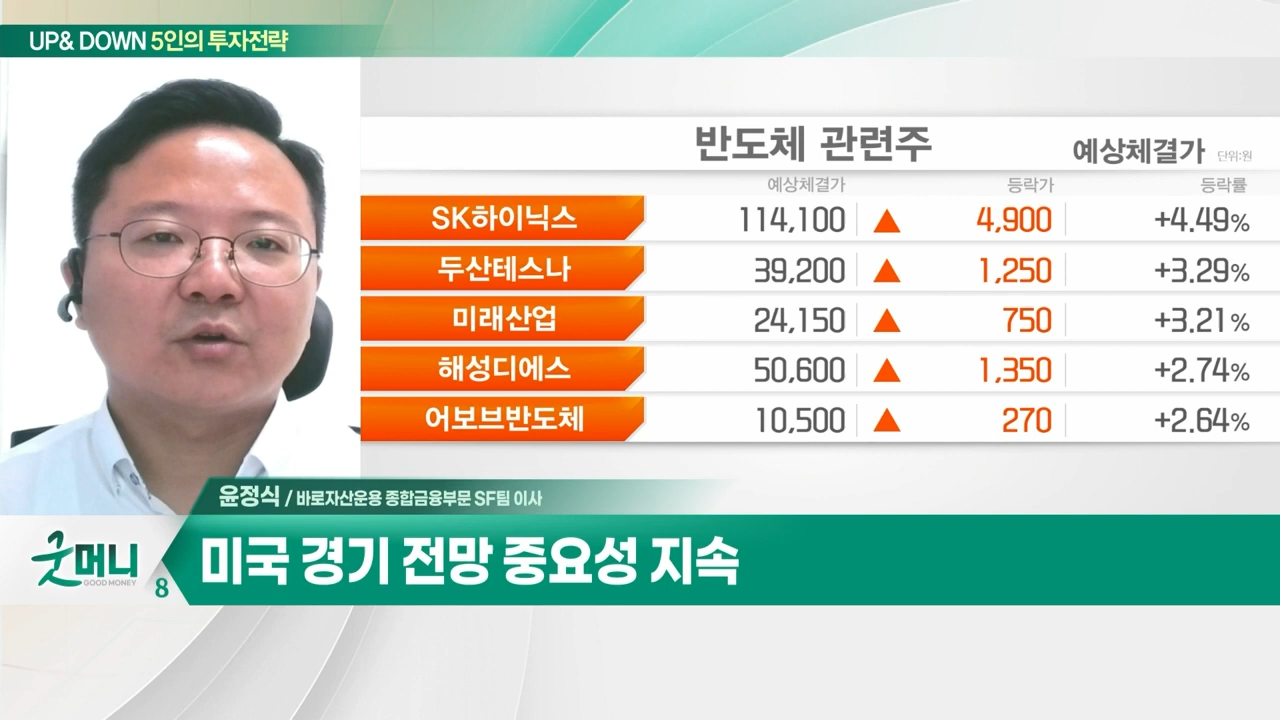 UP& DOWN 5인의 투자전략
반도체 관련주
예상체결가 단위:원
예상체결가 등락가 등락률
SK하이닉스 114,100 ▲ 4,900 +4.49%
두산테스나 39,200 ▲ 1,250 +3.29%
미래산업 24,150 ▲ 750 +3.21%
해성디에스 50,600 ▲ 1,350 +2.74%
어보브반도체 10,500 ▲ 270 +2.64%
윤정식 / 바로자산운용 종합금융부문 SF팀 이사
굿머니
GOOD MONEY
8
미국 경기 전망 중요성 지속